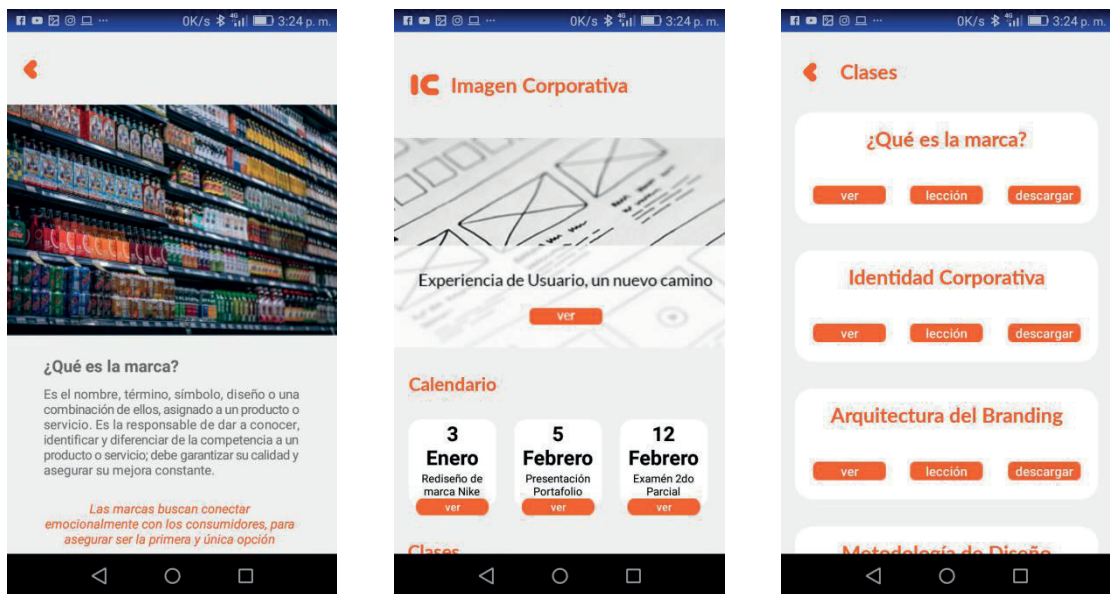 0K/s 4G 3:24 p. m.
¿Qué es la marca?
Es el nombre, término, símbolo, diseño o una
combinación de ellos, asignado a un producto o
servicio. Es la responsable de dar a conocer,
identificar y diferenciar de la competencia a un
producto o servicio; debe garantizar su calidad y
asegurar su mejora constante.
Las marcas buscan conectar
emocionalmente con los consumidores, para
asegurar ser la primera y única opción
0K/s 4G 3:24 p. m.
IC Imagen Corporativa
Experiencia de Usuario, un nuevo camino
ver
Calendario
3 5 12
Enero Febrero Febrero
Rediseño de Presentación Examén 2do
marca Nike Portafolio Parcial
ver ver ver
Clases
0K/s 4G 3:24 p. m.
Clases
¿Qué es la marca?
ver lección descargar
Identidad Corporativa
ver lección descargar
Arquitectura del Branding
ver lección descargar
Metodología de Diseño